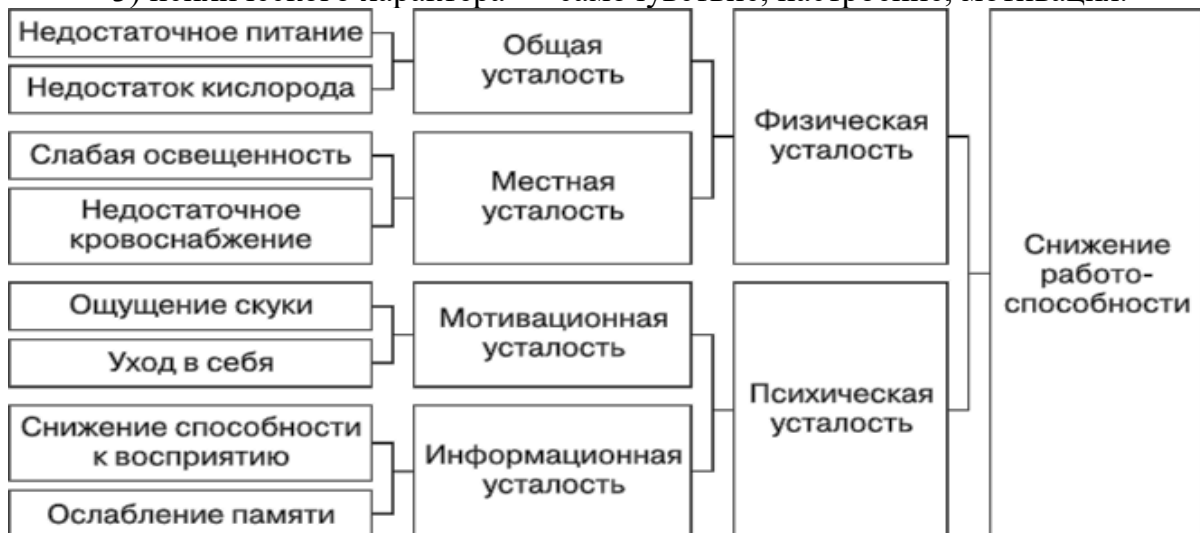 Недостаточное питание
Недостаток кислорода
Слабая освещенность
Недостаточное
кровоснабжение
Ощущение скуки
Уход в себя
Снижение способности
к восприятию
Ослабление памяти
Общая
усталость
Местная
усталость
Мотивационная
усталость
Информационная
усталость
Физическая
усталость
Психическая
усталость
Снижение
работо-
способности